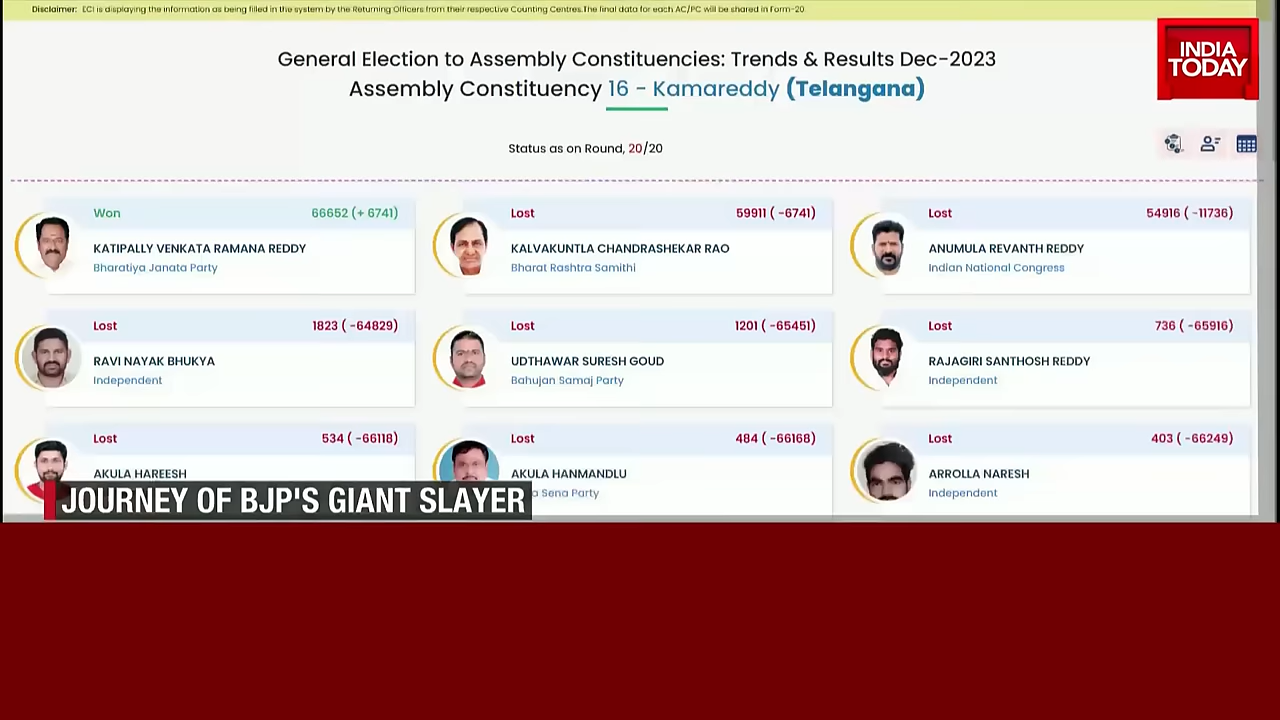 Disclaimer: ECI is displaying the information as being filled in the system by the Returning Officers from their respective Counting Centres.The final data for each AC/PC will be shared in Form-20
INDIA
TODAY
General Election to Assembly Constituencies: Trends & Results Dec-2023
Assembly Constituency 16 - Kamareddy (Telangana)
Status as on Round, 20/20
Won 66652 (+ 6741)
KATIPALLY VENKATA RAMANA REDDY
Bharatiya Janata Party
Lost 59911 ( -6741)
KALVAKUNTLA CHANDRASHEKAR RAO
Bharat Rashtra Samithi
Lost 54916 ( -11736)
ANUMULA REVANTH REDDY
Indian National Congress
Lost 1823 ( -64829)
RAVI NAYAK BHUKYA
Independent
Lost 1201 ( -65451)
UDTHAWAR SURESH GOUD
Bahujan Samaj Party
Lost 736 ( -65916)
RAJAGIRI SANTHOSH REDDY
Independent
Lost 534 ( -66118)
AKULA HAREESH
Lost 484 ( -66168)
AKULA HANMANDLU
Sena Party
Lost 403 ( -66249)
ARROLLA NARESH
Independent
JOURNEY OF BJP'S GIANT SLAYER